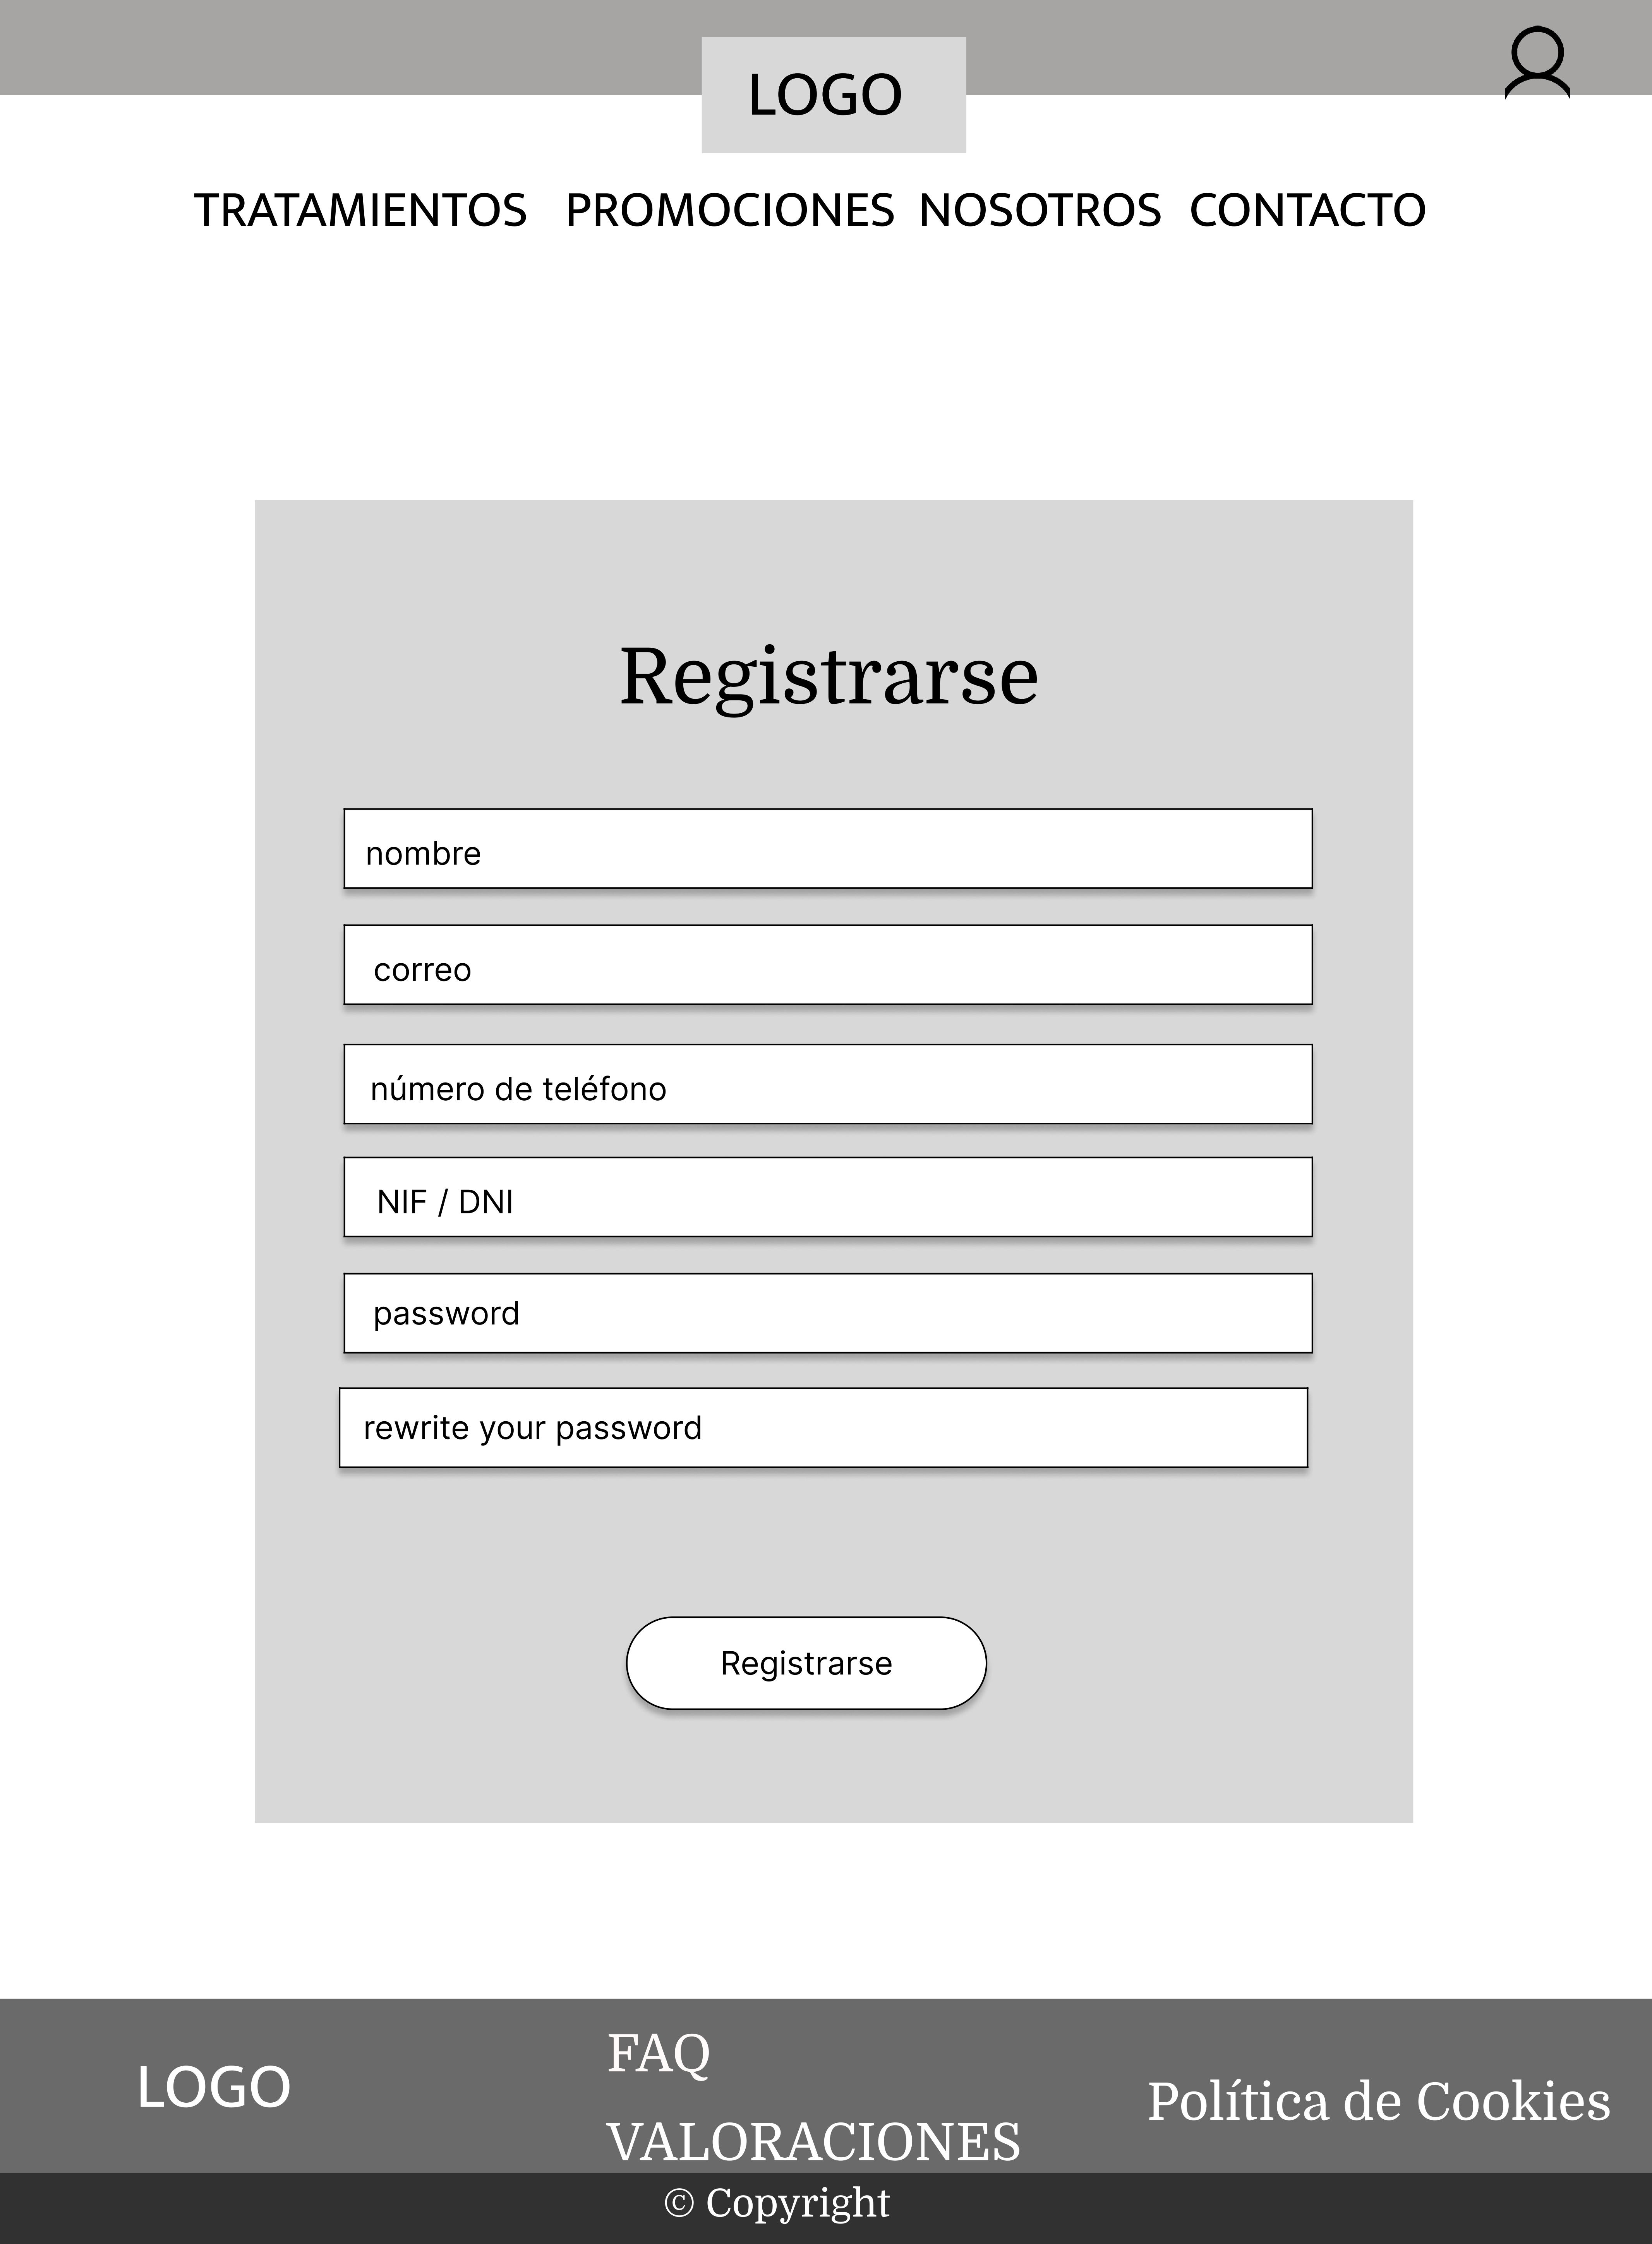 LOGO
TRATAMIENTOS PROMOCIONES NOSOTROS CONTACTO
Registrarse
nombre
correo
número de teléfono
NIF / DNI
password
rewrite your password
Registrarse
LOGO
FAQ
VALORACIONES
Política de Cookies
© Copyright